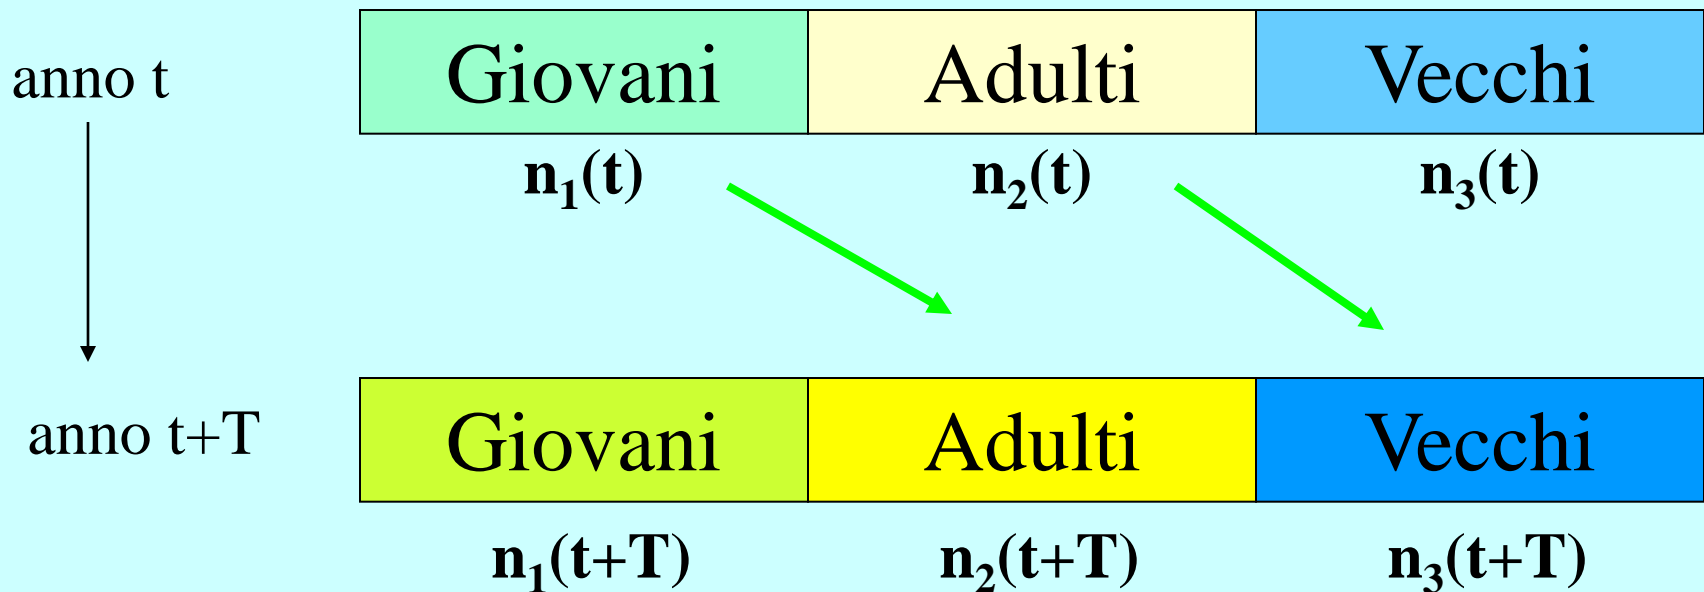 anno t Giovani Adulti Vecchi
n₁(t) n₂(t) n₃(t)
anno t+T Giovani Adulti Vecchi
n₁(t+T) n₂(t+T) n₃(t+T)